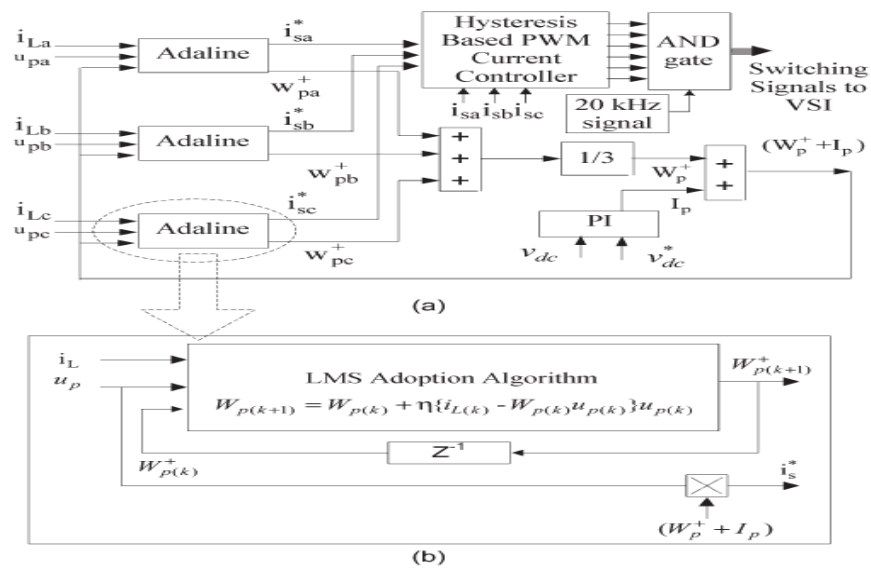 i_La
u_pa
Adaline
i*_sa
w⁺_pa
i_Lb
u_pb
Adaline
i*_sb
w⁺_pb
i_Lc
u_pc
Adaline
i*_sc
w⁺_pc
Hysteresis
Based PWM
Current
Controller
i_sa i_sb i_sc
AND
gate
20 kHz
signal
Switching
Signals to
VSI
+
+
+
1/3
W⁺_p
I_p
+
+
(W⁺_p + I_p)
PI
v_dc
v*_dc
(a)
i_L
u_p
LMS Adoption Algorithm
W_p(k+1) = W_p(k) + η{i_L(k) - W_p(k)u_p(k)}u_p(k)
W⁺_p(k+1)
Z⁻¹
W⁺_p(k)
i*_s
(W⁺_p + I_p)
(b)